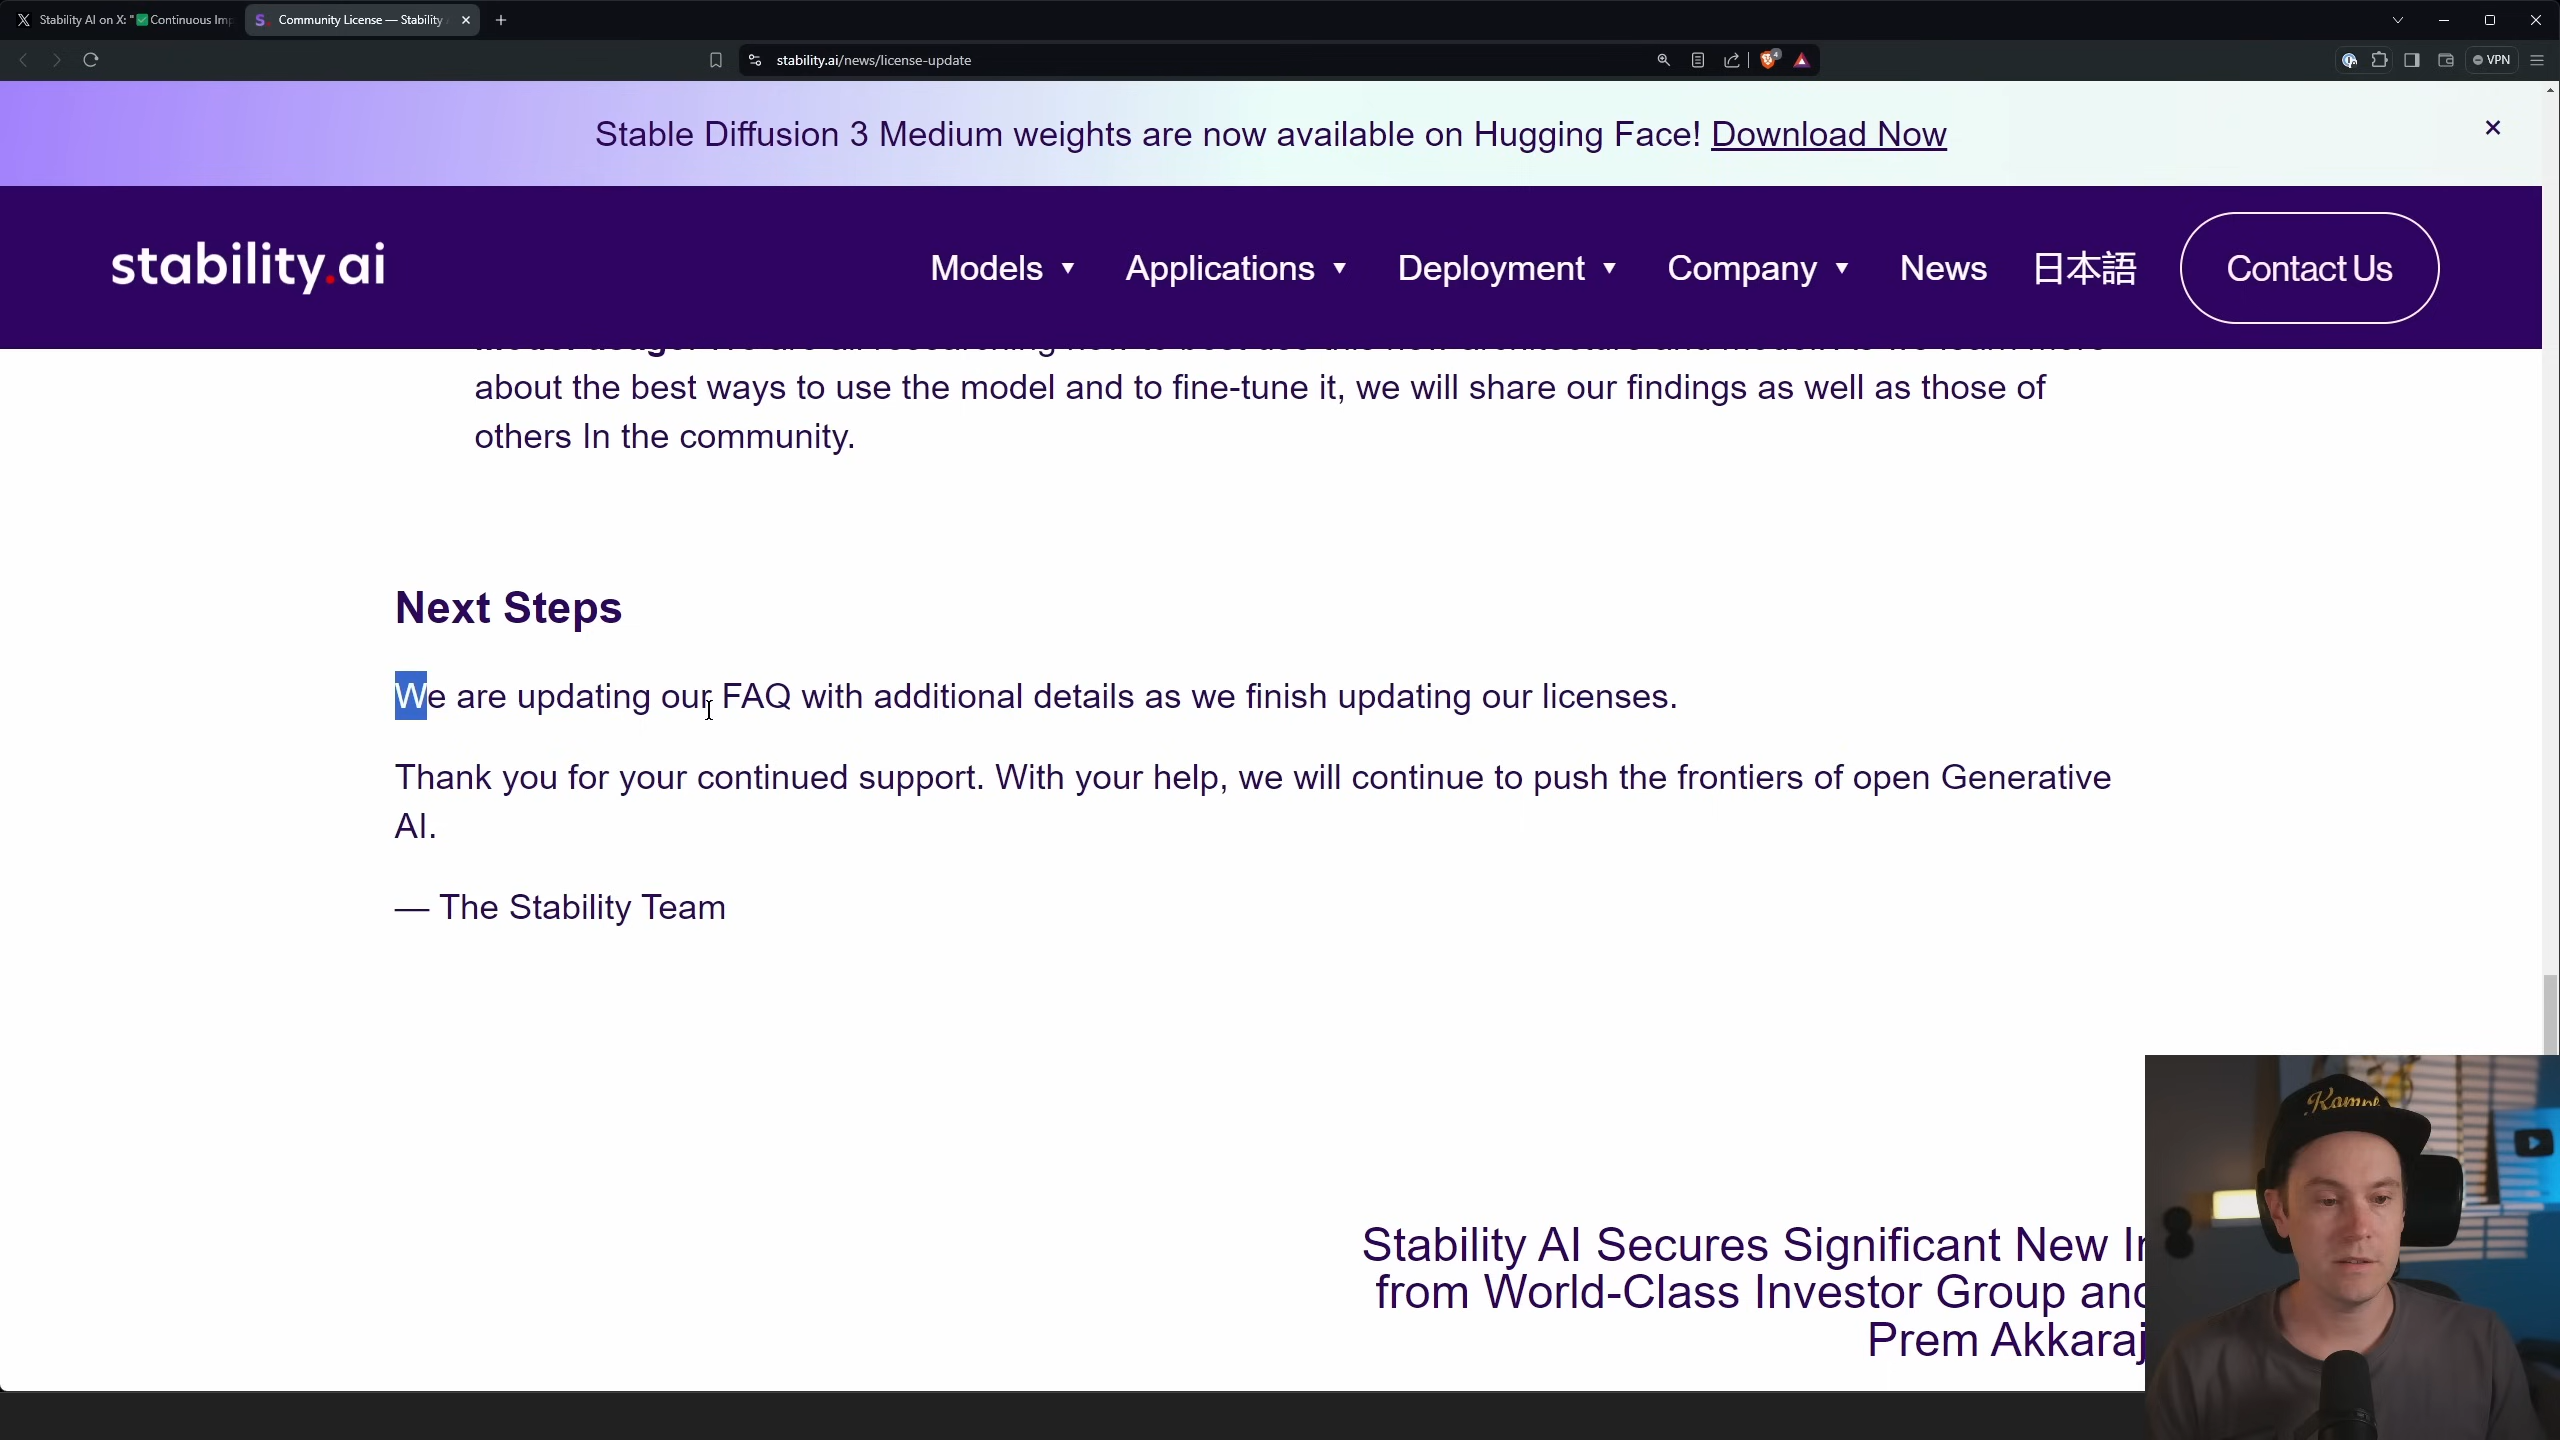 Stability AI on X: "✅Continuous Imp
Community License — Stability
stability.ai/news/license-update
4
VPN
Stable Diffusion 3 Medium weights are now available on Hugging Face! Download Now
stability.ai
Models
Applications
Deployment
Company
News
日本語
Contact Us
about the best ways to use the model and to fine-tune it, we will share our findings as well as those of
others In the community.
Next Steps
We are updating our FAQ with additional details as we finish updating our licenses.
Thank you for your continued support. With your help, we will continue to push the frontiers of open Generative
AI.
— The Stability Team
Stability AI Secures Significant New
from World-Class Investor Group and
Prem Akkaraj